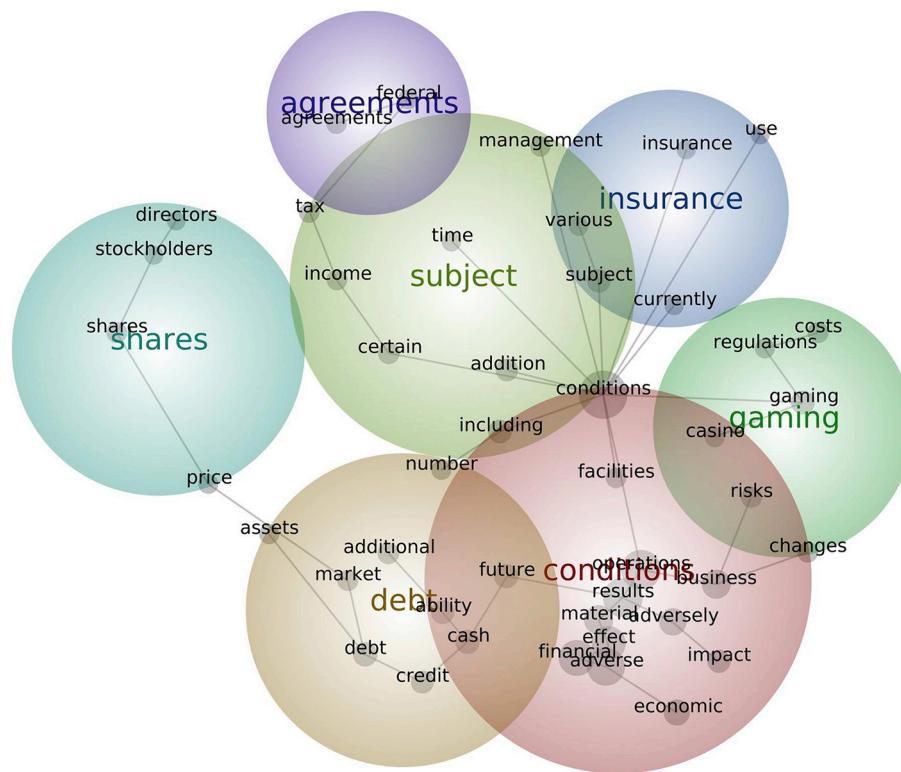 federal
agreements
agreements
use
management
insurance
insurance
tax
directors
various
time
stockholders
income
subject
subject
currently
shares
shares
costs
regulations
certain
addition
conditions
gaming
gaming
including
casino
number
facilities
price
risks
assets
additional
changes
operations
future
conditions
market
business
results
debt
ability
material
adversely
cash
effect
debt
financial
adverse
impact
credit
economic